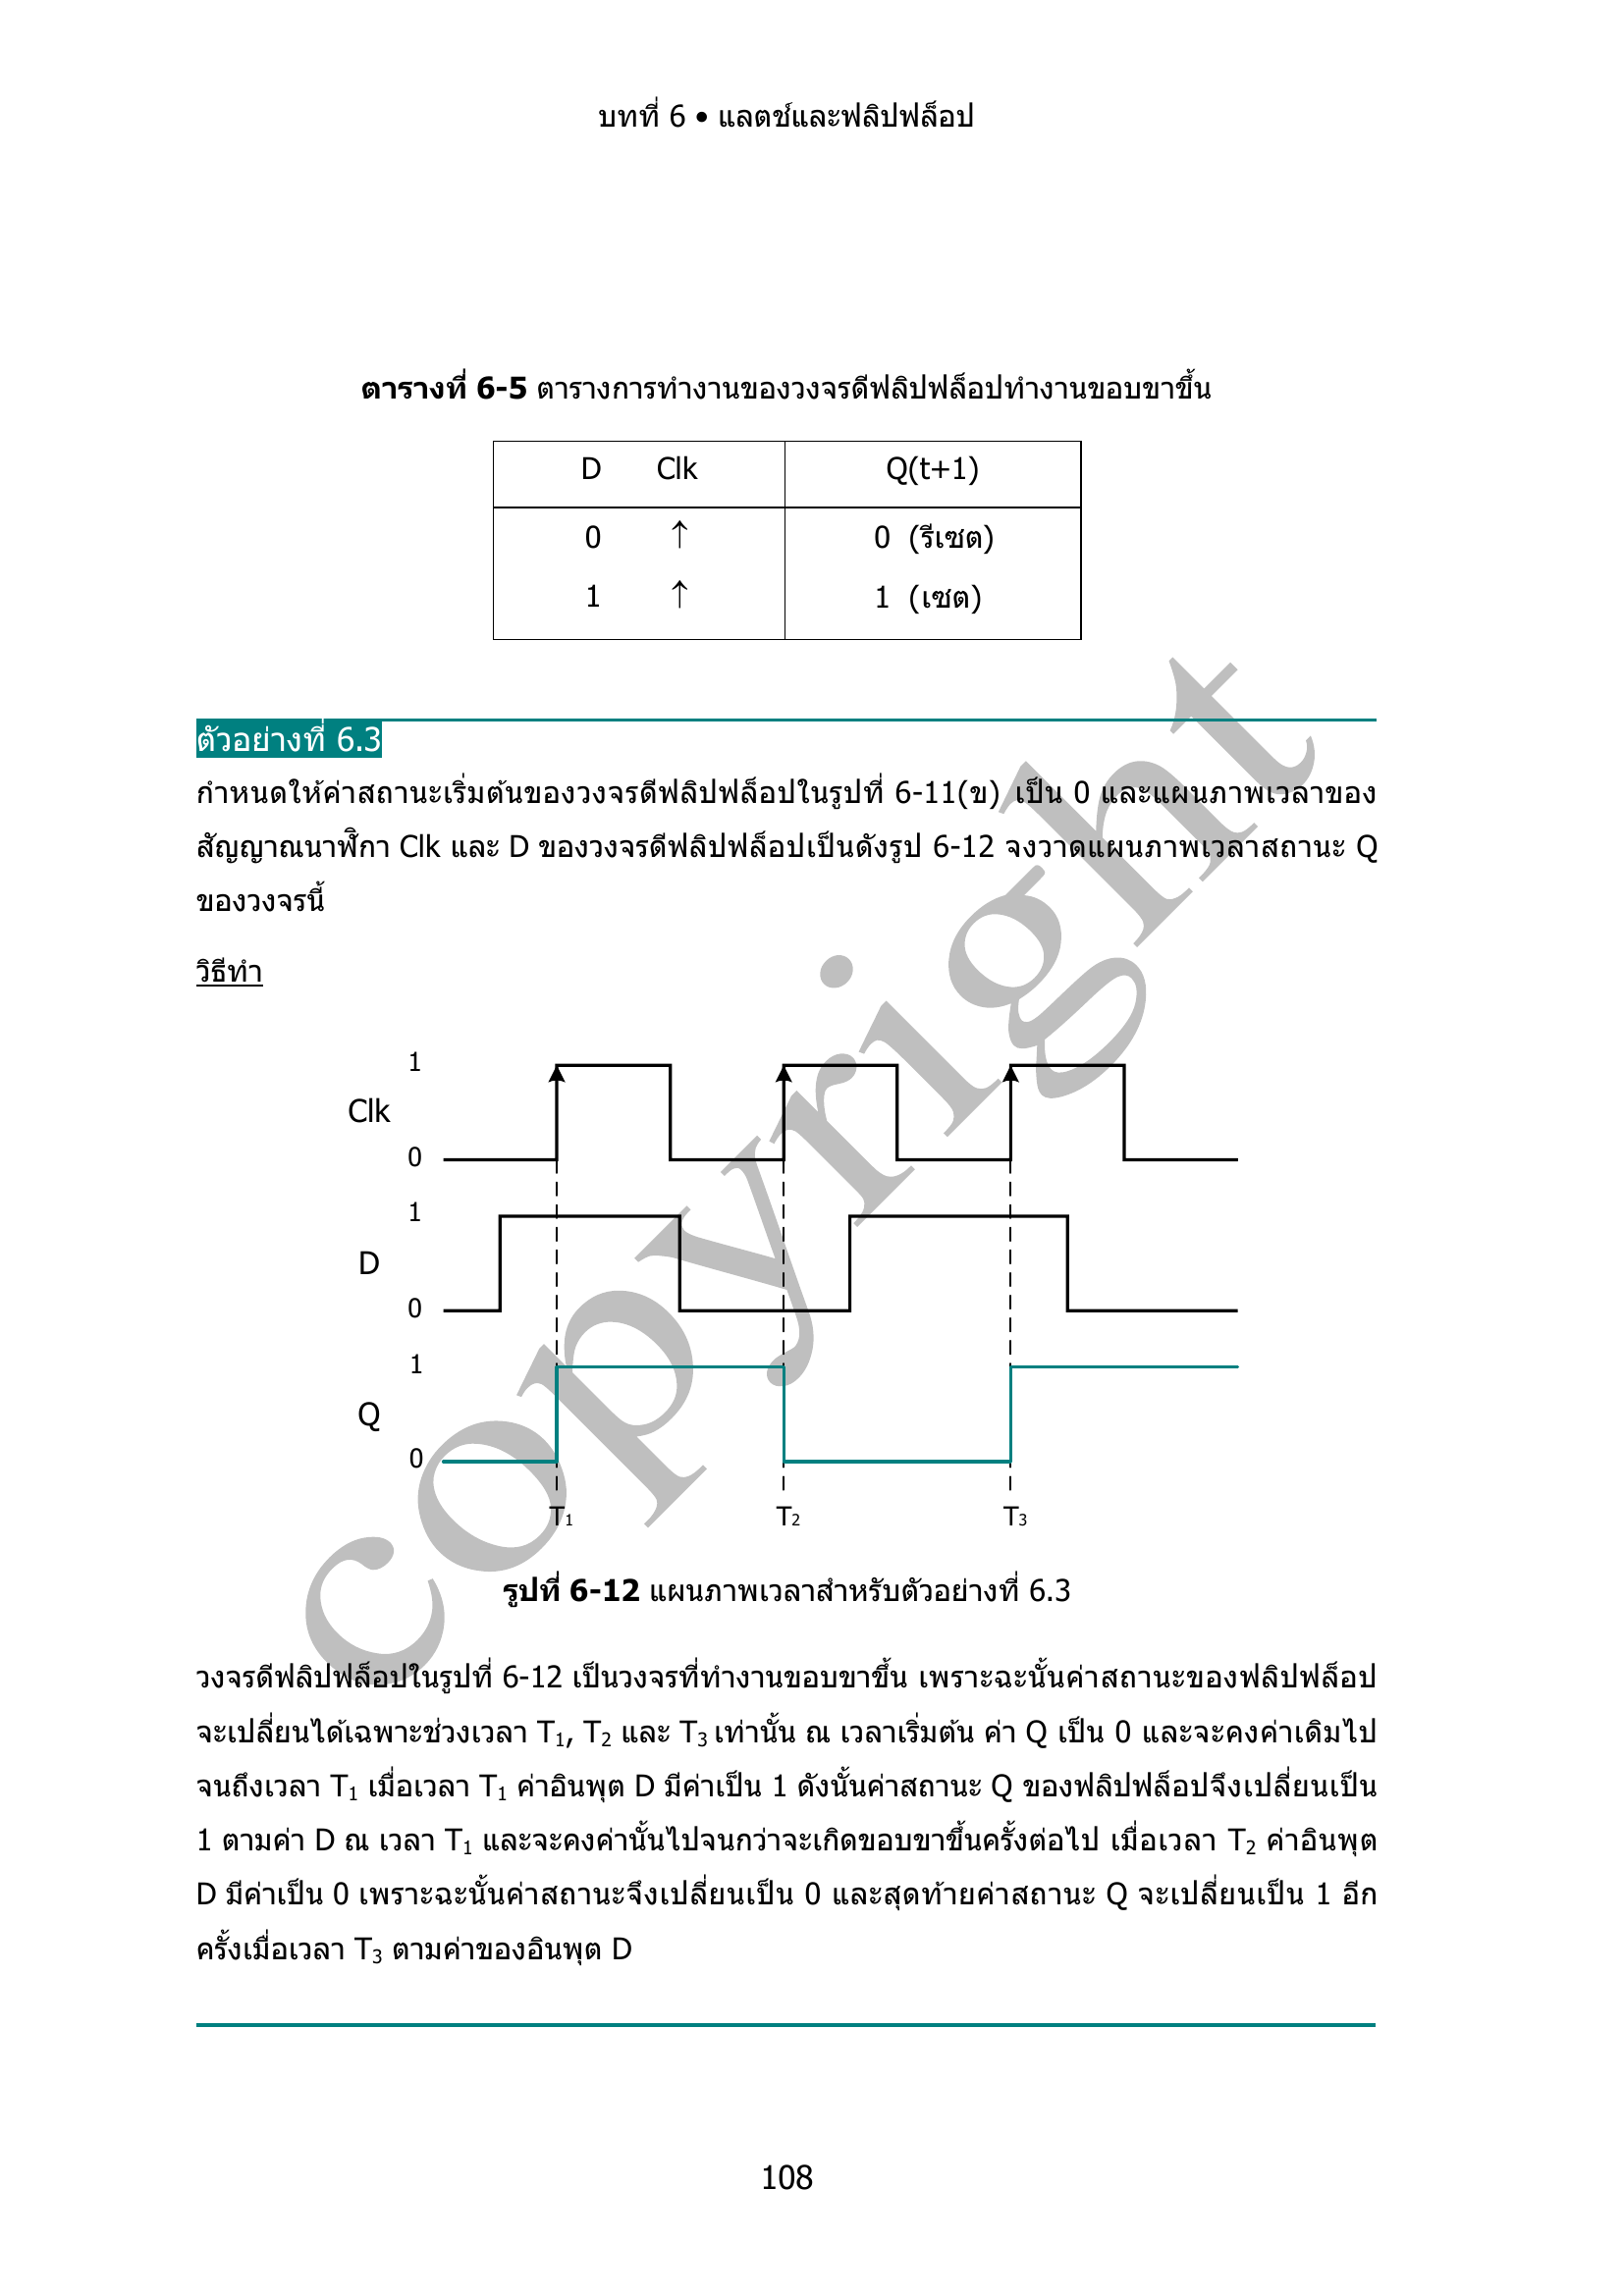 บทที่ 6 • แลตช์และฟลิปฟล็อป
ตารางที่ 6-5 ตารางการทำงานของวงจรดีฟลิปฟล็อปทำงานขอบขาขึ้น
D Clk Q(t+1)
0 ↑ 0 (รีเซต)
1 ↑ 1 (เซต)
ตัวอย่างที่ 6.3
กำหนดให้ค่าสถานะเริ่มต้นของวงจรดีฟลิปฟล็อปในรูปที่ 6-11(ข) เป็น 0 และแผนภาพเวลาของ
สัญญาณนาฬิกา Clk และ D ของวงจรดีฟลิปฟล็อปเป็นดังรูป 6-12 จงวาดแผนภาพเวลาสถานะ Q
ของวงจรนี้
วิธีทำ
1
Clk
0
1
D
0
1
Q
0
T₁ T₂ T₃
รูปที่ 6-12 แผนภาพเวลาสำหรับตัวอย่างที่ 6.3
วงจรดีฟลิปฟล็อปในรูปที่ 6-12 เป็นวงจรที่ทำงานขอบขาขึ้น เพราะฉะนั้นค่าสถานะของฟลิปฟล็อป
จะเปลี่ยนได้เฉพาะช่วงเวลา T₁, T₂ และ T₃ เท่านั้น ณ เวลาเริ่มต้น ค่า Q เป็น 0 และจะคงค่าเดิมไป
จนถึงเวลา T₁ เมื่อเวลา T₁ ค่าอินพุต D มีค่าเป็น 1 ดังนั้นค่าสถานะ Q ของฟลิปฟล็อปจึงเปลี่ยนเป็น
1 ตามค่า D ณ เวลา T₁ และจะคงค่านั้นไปจนกว่าจะเกิดขอบขาขึ้นครั้งต่อไป เมื่อเวลา T₂ ค่าอินพุต
D มีค่าเป็น 0 เพราะฉะนั้นค่าสถานะจึงเปลี่ยนเป็น 0 และสุดท้ายค่าสถานะ Q จะเปลี่ยนเป็น 1 อีก
ครั้งเมื่อเวลา T₃ ตามค่าของอินพุต D
108
copyright